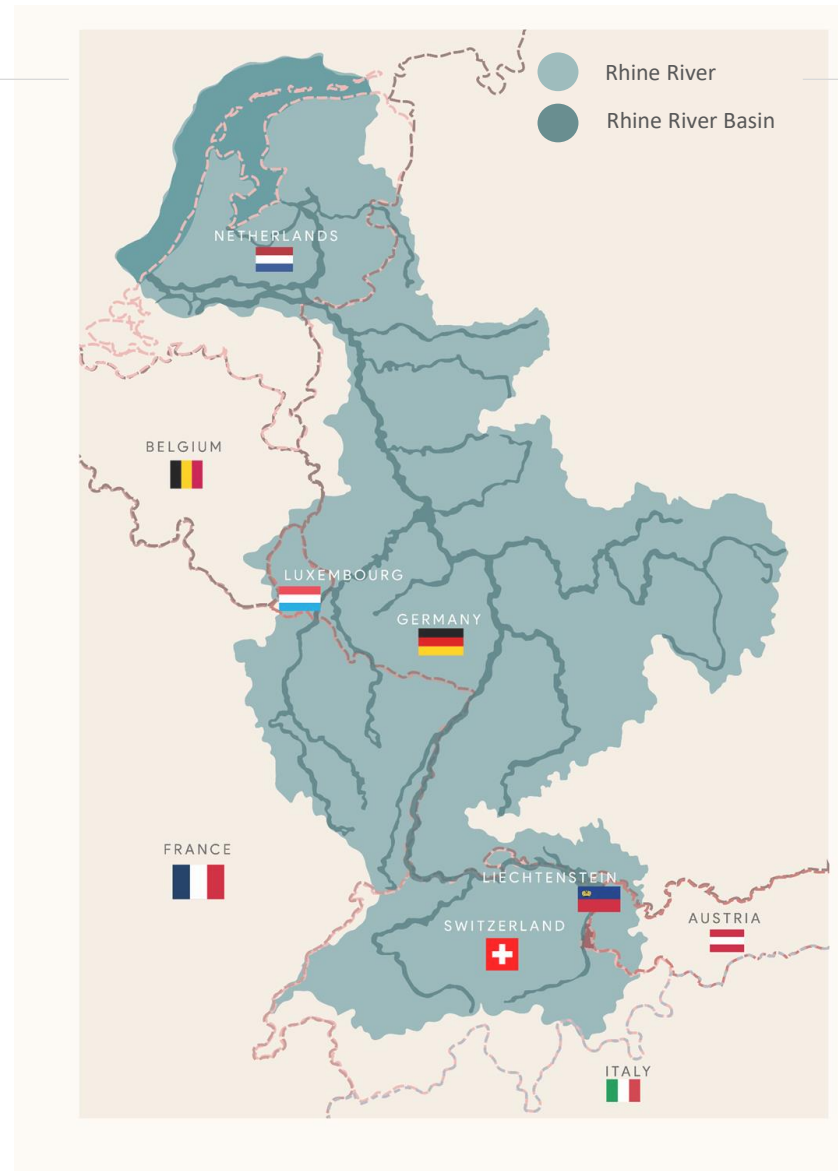 Rhine River
Rhine River Basin
NETHERLANDS
BELGIUM
LUXEMBOURG
GERMANY
FRANCE
LIECHTENSTEIN
SWITZERLAND
AUSTRIA
ITALY